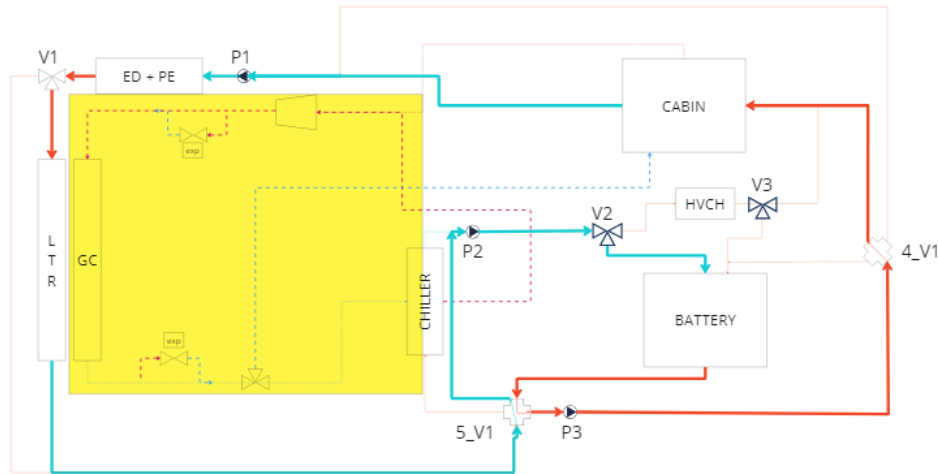 V1
ED + PE
P1
CABIN
exp
L
T
R
GC
CHILLER
P2
V2
HVCH
V3
4_V1
BATTERY
exp
5_V1
P3